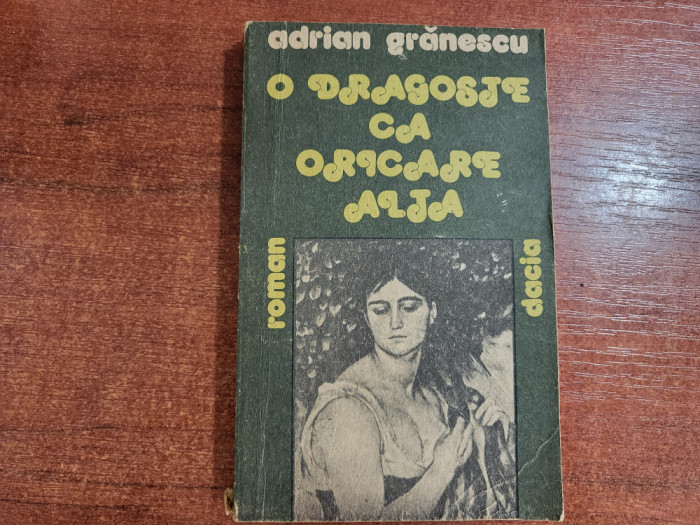 adrian grănescu
O DRAGOSTE
CA
ORICARE
ALTA
roman
dacia